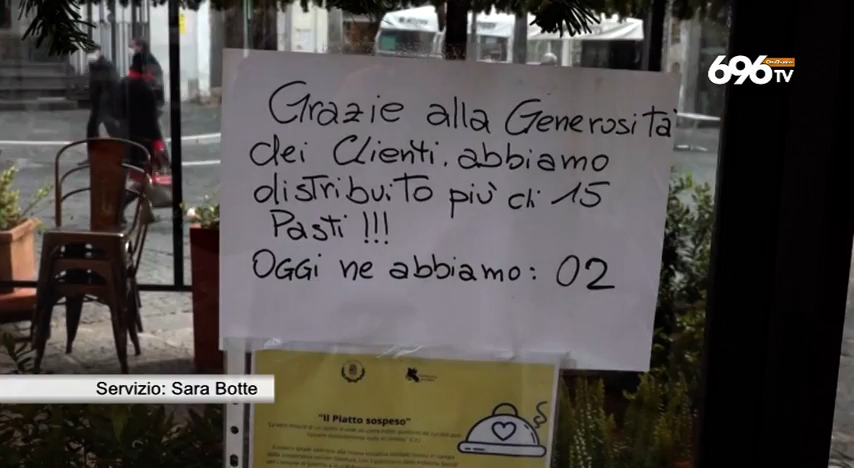 696
TV
Grazie alla Generosità
dei Clienti. abbiamo
distribuito più di 15
Pasti !!!
OGGi ne abbiamo: 02
Servizio: Sara Botte
"Il Piatto sospeso"